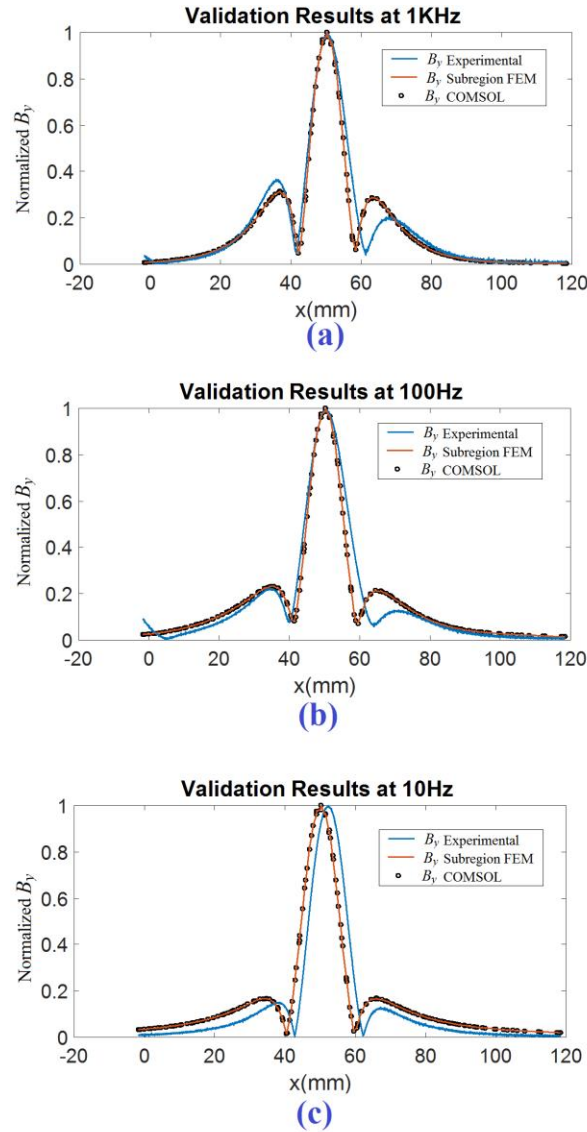 Validation Results at 1KHz
Normalized By
1
0.8
0.6
0.4
0.2
0
By Experimental
By Subregion FEM
By COMSOL
-20 0 20 40 60 80 100 120
x(mm)
(a)
Validation Results at 100Hz
Normalized By
1
0.8
0.6
0.4
0.2
0
By Experimental
By Subregion FEM
By COMSOL
-20 0 20 40 60 80 100 120
x(mm)
(b)
Validation Results at 10Hz
Normalized By
1
0.8
0.6
0.4
0.2
0
By Experimental
By Subregion FEM
By COMSOL
-20 0 20 40 60 80 100 120
x(mm)
(c)